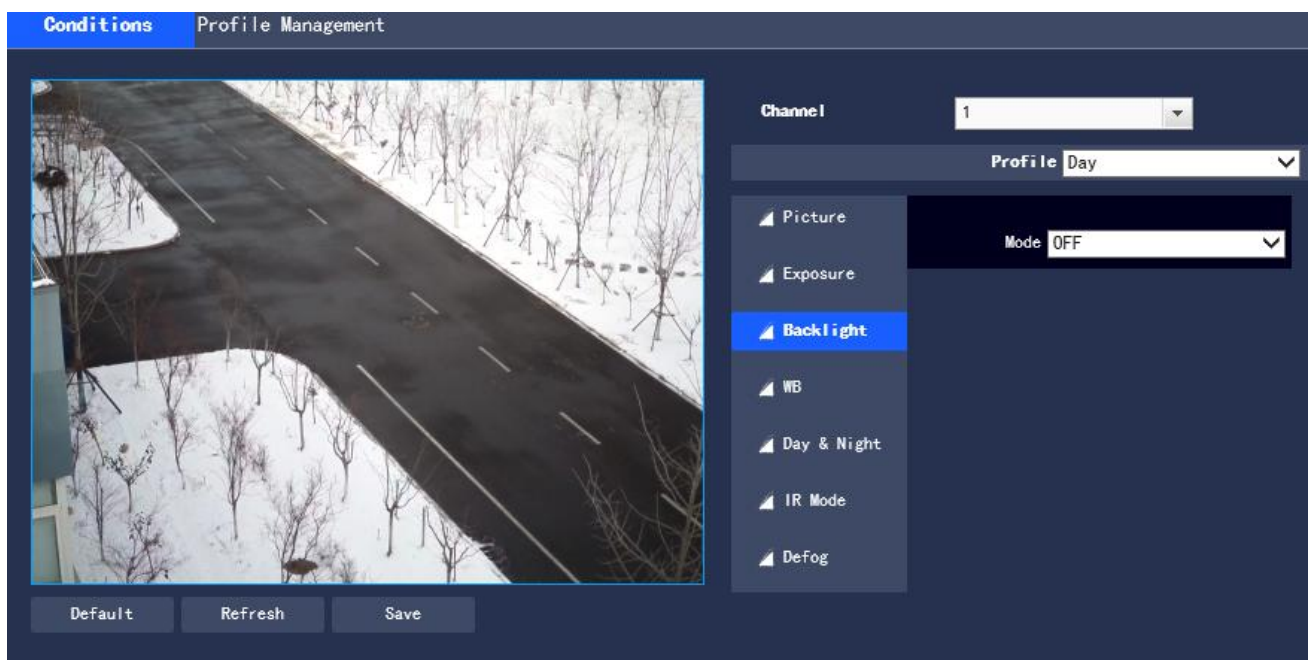 Conditions Profile Management
Channel 1
Profile Day
Picture
Mode OFF
Exposure
Backlight
WB
Day & Night
IR Mode
Defog
Default Refresh Save